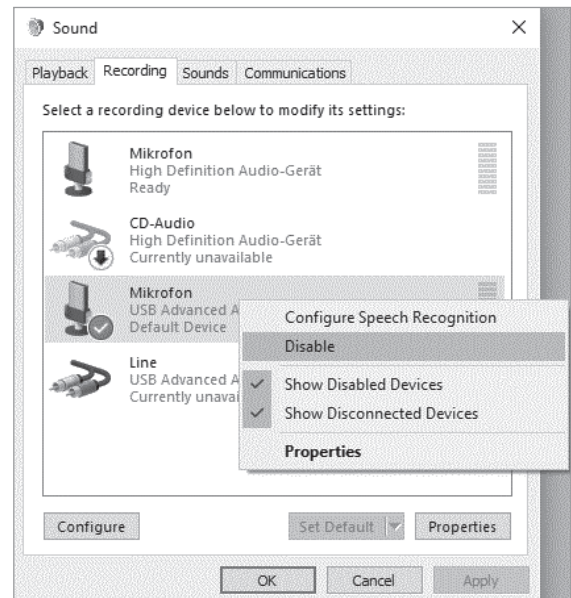 Sound
Playback Recording Sounds Communications
Select a recording device below to modify its settings:
Mikrofon
High Definition Audio-Gerät
Ready
CD-Audio
High Definition Audio-Gerät
Currently unavailable
Mikrofon
USB Advanced A
Default Device
Line
USB Advanced A
Currently unavai
Configure Speech Recognition
Disable
Show Disabled Devices
Show Disconnected Devices
Properties
Configure Set Default Properties
OK Cancel Apply